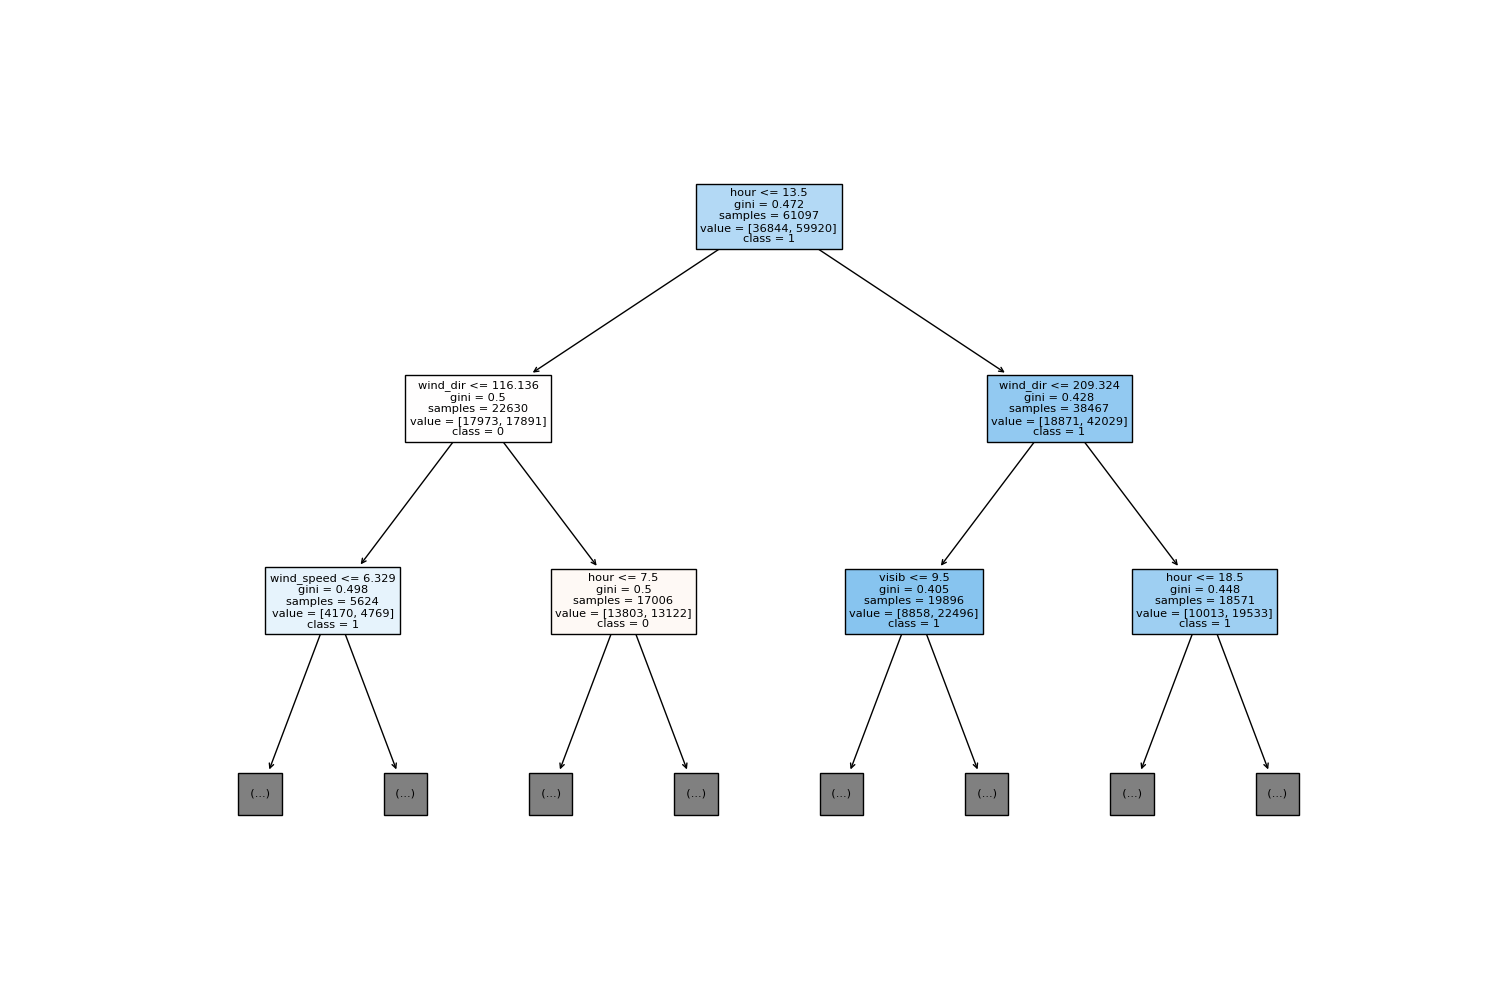 hour <= 13.5
gini = 0.472
samples = 61097
value = [36844, 59920]
class = 1
wind_dir <= 116.136
gini = 0.5
samples = 22630
value = [17973, 17891]
class = 0
wind_dir <= 209.324
gini = 0.428
samples = 38467
value = [18871, 42029]
class = 1
wind_speed <= 6.329
gini = 0.498
samples = 5624
value = [4170, 4769]
class = 1
hour <= 7.5
gini = 0.5
samples = 17006
value = [13803, 13122]
class = 0
visib <= 9.5
gini = 0.405
samples = 19896
value = [8858, 22496]
class = 1
hour <= 18.5
gini = 0.448
samples = 18571
value = [10013, 19533]
class = 1
(...)
(...)
(...)
(...)
(...)
(...)
(...)
(...)